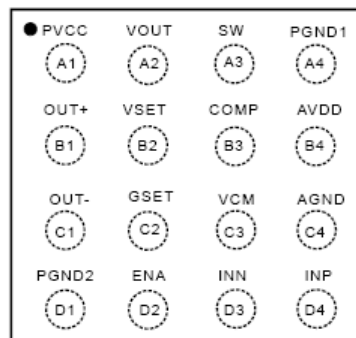 PVCC VOUT SW PGND1
A1 A2 A3 A4
OUT+ VSET COMP AVDD
B1 B2 B3 B4
OUT- GSET VCM AGND
C1 C2 C3 C4
PGND2 ENA INN INP
D1 D2 D3 D4